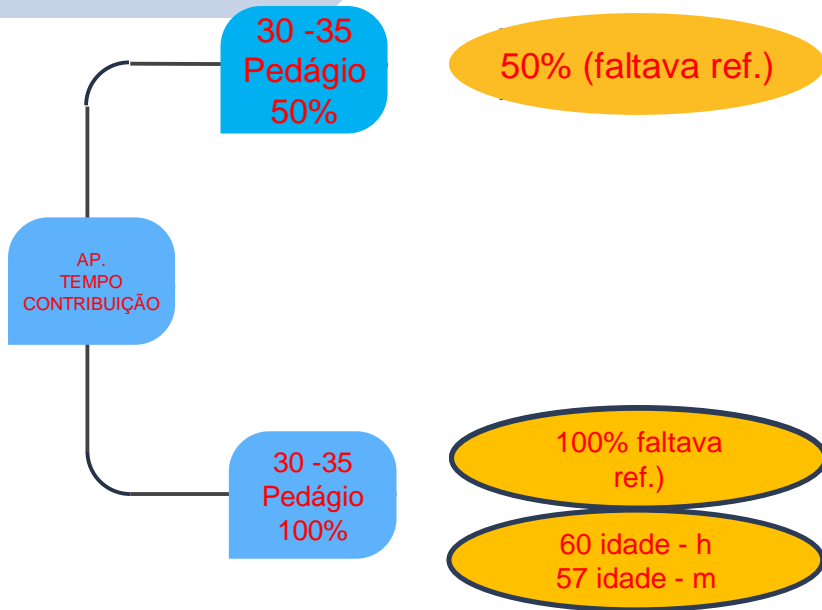 30 -35
Pedágio
50%
50% (faltava ref.)
AP.
TEMPO
CONTRIBUIÇÃO
30 -35
Pedágio
100%
100% faltava
ref.)
60 idade - h
57 idade - m